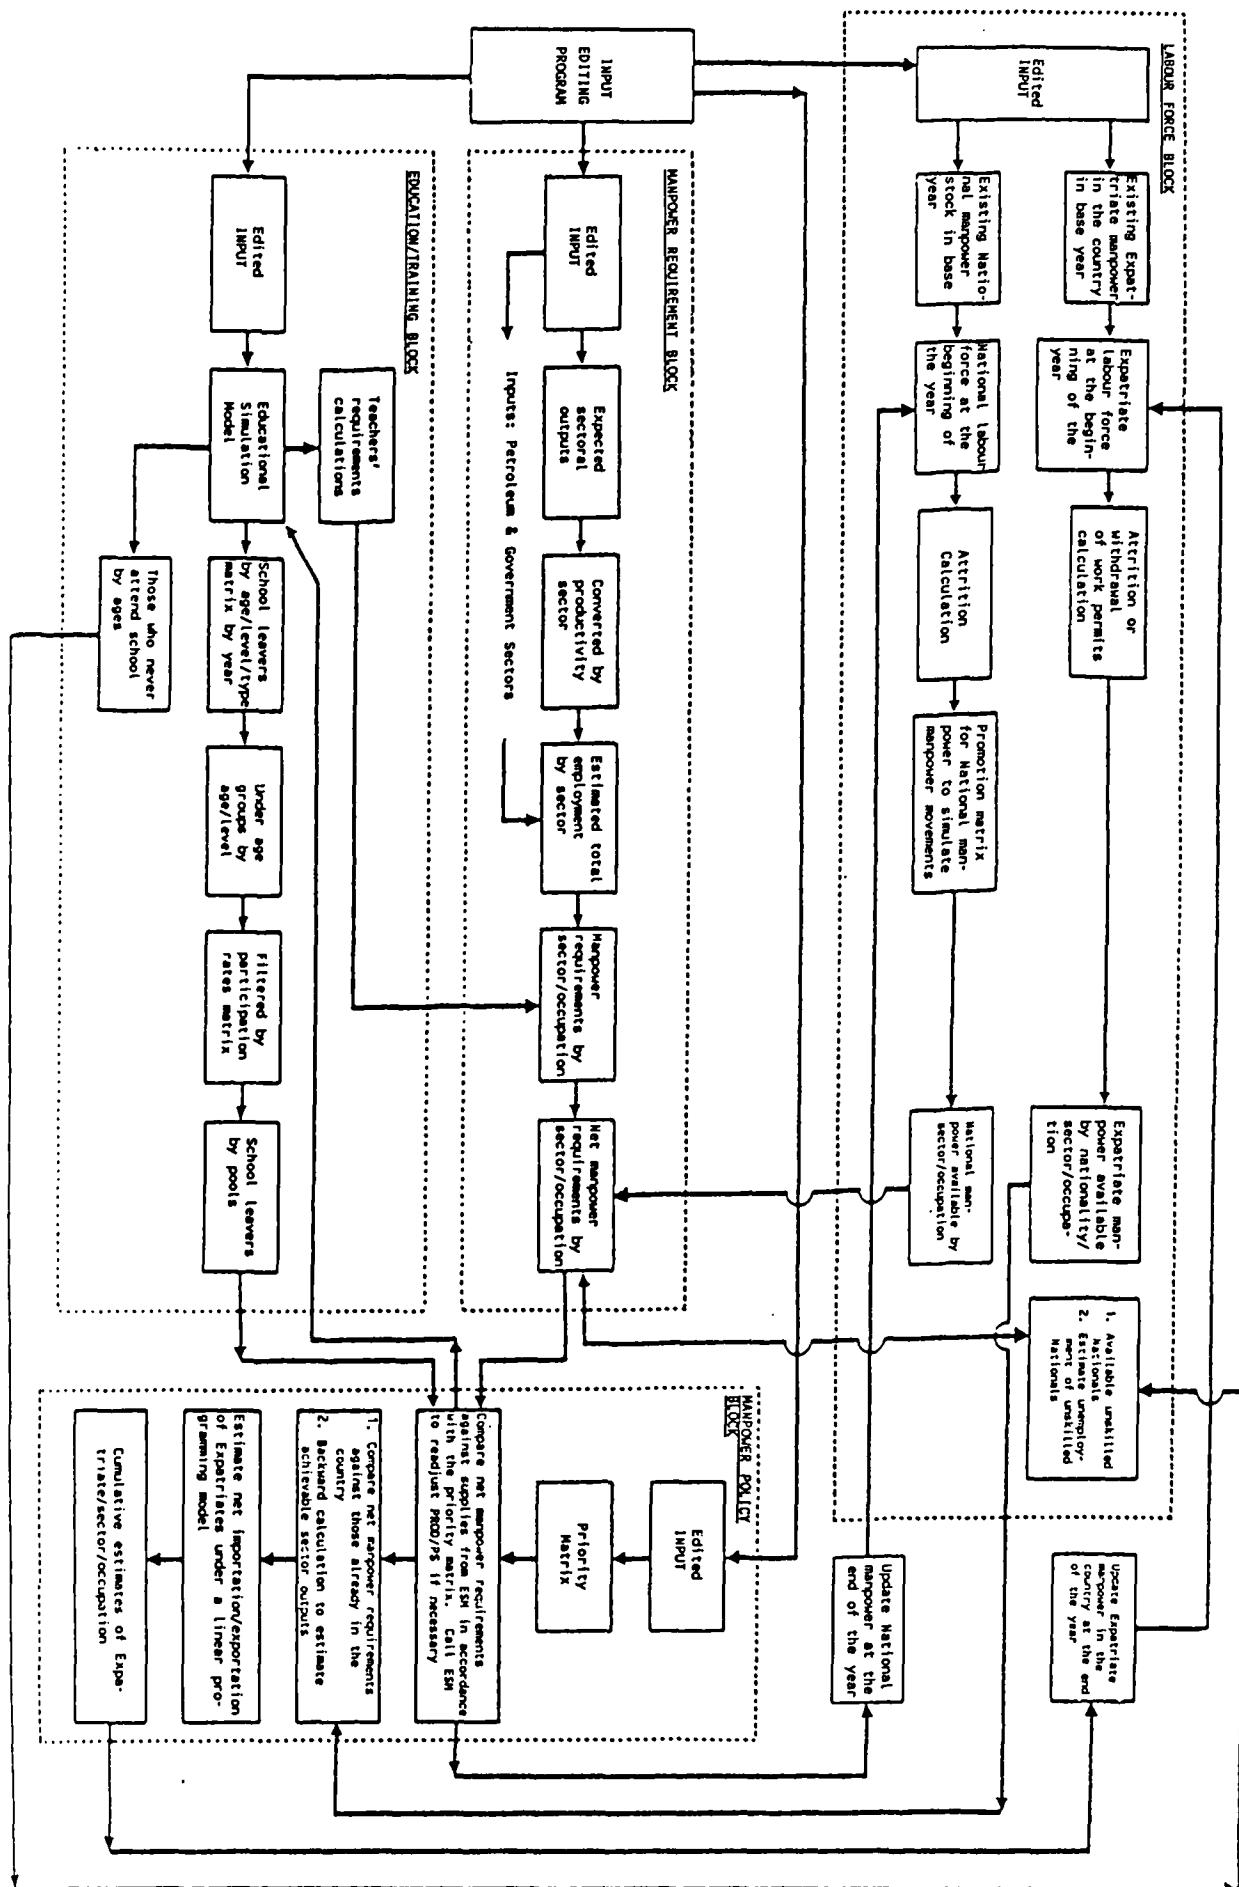 LABOUR FORCE BLOCK
Edited
INPUT
Existing Expat-
triate manpower
in the country
in base year
Expatriate
labour force
at the begin-
ning of the
year
Attrition or
withdrawal
of work permits
calculation
Expatriate man-
power available
by nationality/
sector/occupa-
tion
1. Available unskilled
Nationals
2. Estimate unemploy-
ment of unskilled
Nationals
Update Expatriate
manpower in the
country at the end
of the year
Existing Natio-
nal manpower
stock in base
year
National labour
force at the
beginning of
the year
Attrition
Calculation
Promotion matrix
for National man-
power to simulate
manpower movements
National man-
power available by
sector/occupation
Update National
manpower at the
end of the year
INPUT
EDITING
PROGRAM
MANPOWER REQUIREMENT BLOCK
Edited
INPUT
Expected
sectoral
outputs
Converted by
productivity
sector
Estimated total
employment
by sector
Manpower
requirements by
sector/occupation
Net manpower
requirements by
sector/occupation
Inputs: Petroleum & Government Sectors
EDUCATION/TRAINING BLOCK
Teachers'
requirements
calculations
Edited
INPUT
Educational
Simulation
Model
School leavers
by age/level/type
matrix by year
Under age
groups by
age/level
Filtered by
participation
rates matrix
School leavers
by pools
Those who never
attend school
by ages
MANPOWER POLICY
BLOCK
Edited
INPUT
Priority
Matrix
Compare net manpower requirements
against supplies from ESM in accordance
with the priority matrix. Call ESM
to readjust PROD/PS if necessary
1. Compare net manpower requirements
against those already in the
country
2. Backward calculation to estimate
achievable sector outputs
Estimate net importation/exportation
of Expatriates under a linear pro-
gramming model
Cumulative estimates of Expa-
triate/sector/occupation